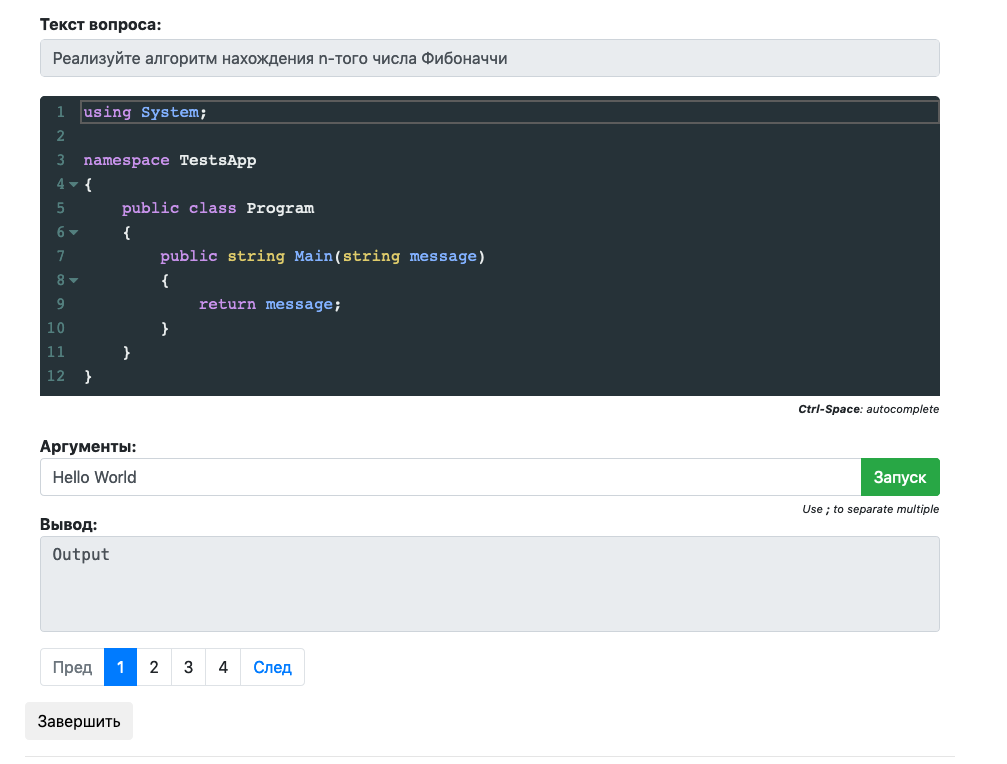 Текст вопроса:
Реализуйте алгоритм нахождения n-того числа Фибоначчи
1 using System;
2
3 namespace TestsApp
4 {
5     public class Program
6     {
7         public string Main(string message)
8         {
9             return message;
10         }
11     }
12 }
Ctrl-Space: autocomplete
Аргументы:
Hello World Запуск
Use ; to separate multiple
Вывод:
Output
Пред 1 2 3 4 След
Завершить